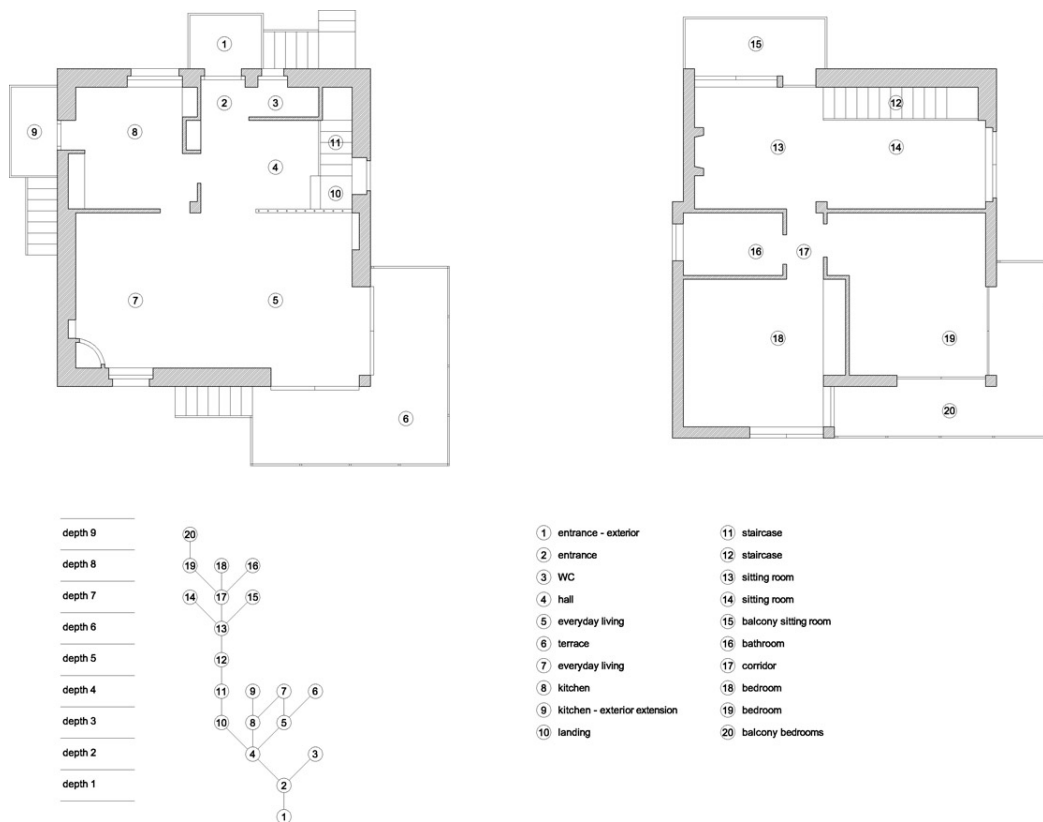 1
15
2
3
9
8
12
11
4
13
14
10
16
17
7
5
18
19
6
20
depth 9
20
depth 8
19
18
16
depth 7
14
17
15
depth 6
13
depth 5
12
depth 4
11
9
7
6
depth 3
10
8
5
depth 2
4
3
depth 1
2
1
1 entrance - exterior
2 entrance
3 WC
4 hall
5 everyday living
6 terrace
7 everyday living
8 kitchen
9 kitchen - exterior extension
10 landing
11 staircase
12 staircase
13 sitting room
14 sitting room
15 balcony sitting room
16 bathroom
17 corridor
18 bedroom
19 bedroom
20 balcony bedrooms